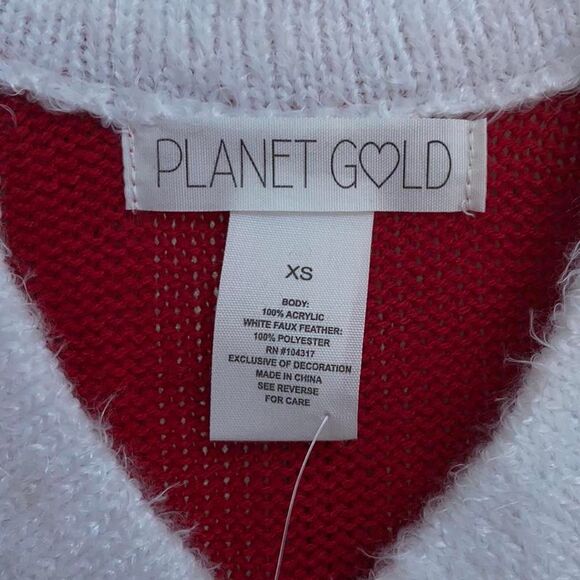 PLANET G♡LD
XS
BODY:
100% ACRYLIC
WHITE FAUX FEATHER:
100% POLYESTER
RN #104317
EXCLUSIVE OF DECORATION
MADE IN CHINA
SEE REVERSE
FOR CARE